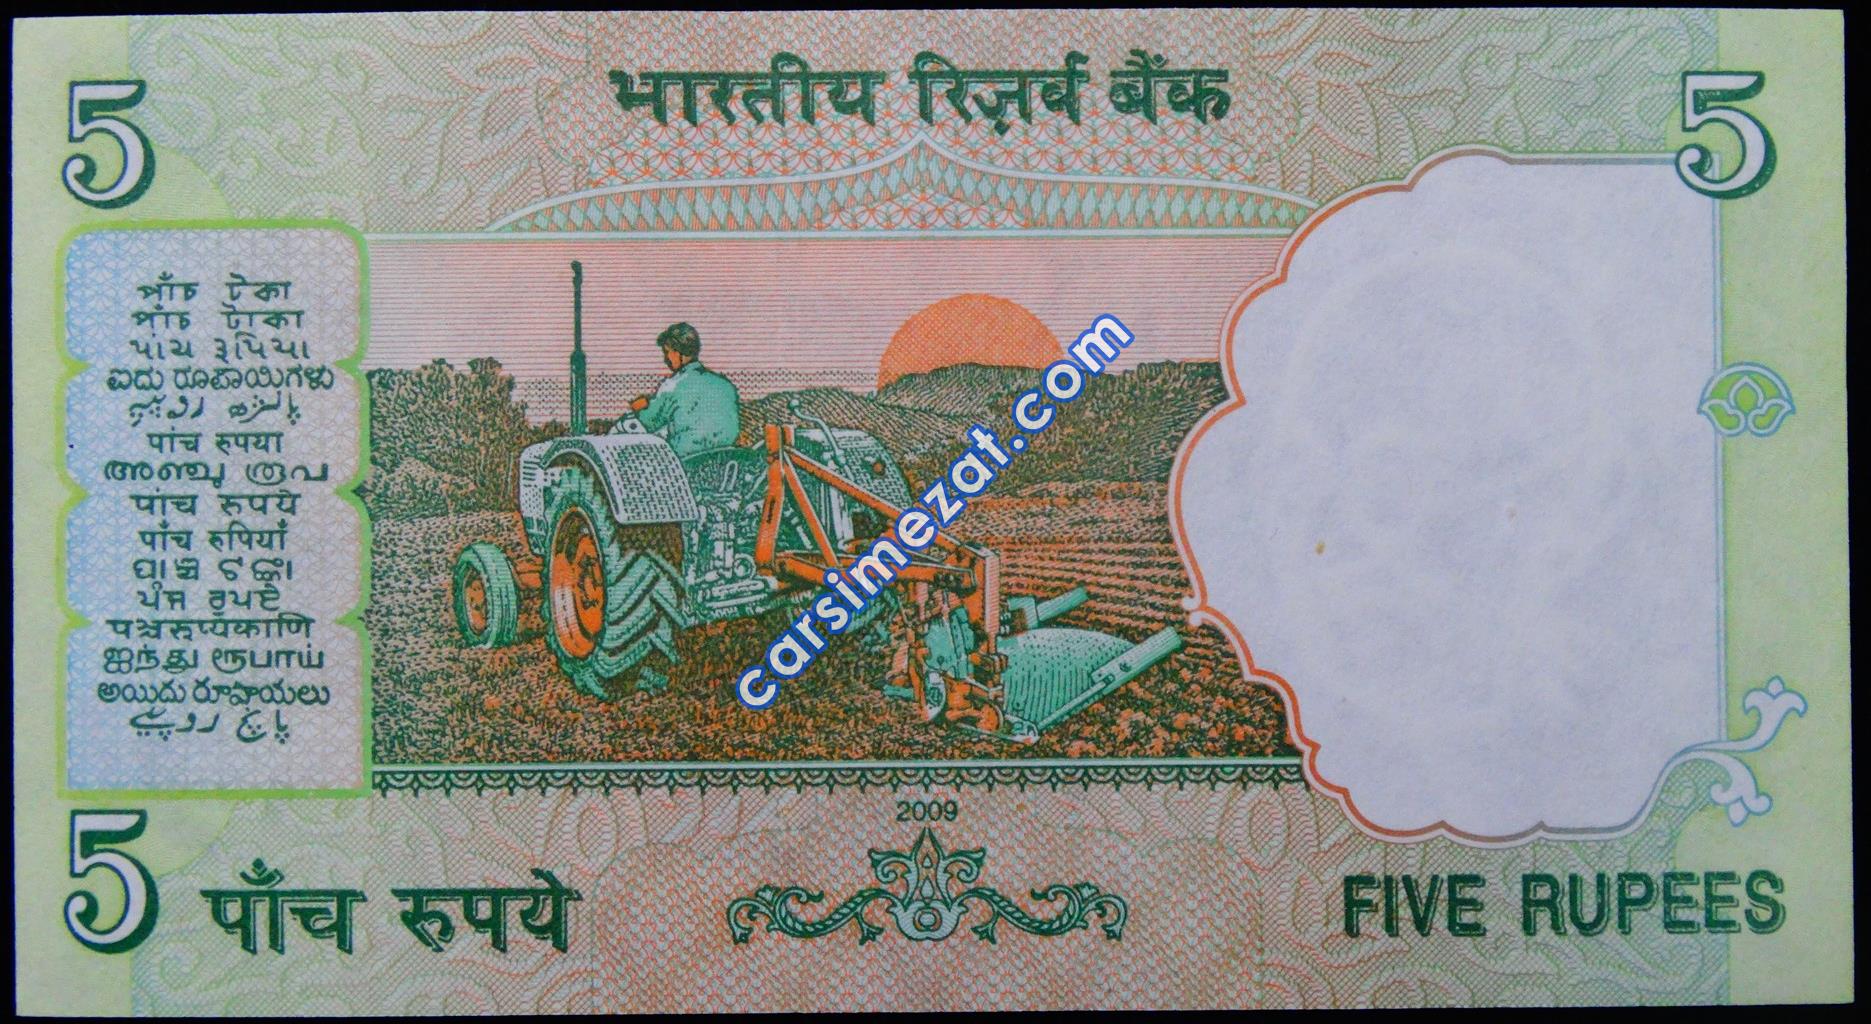 भारतीय रिज़र्व बैंक
5
5
পাঁচ টকা
পাঁচ টাকা
પાંચ રૂપિયા
ಐದು ರೂಪಾಯಿಗಳು
पांच रुपया
അഞ്ചു രൂപ
पांच रुपये
पाँच रुपियाँ
ਪੰਜ ਰੁਪਏ
पञ्चरुप्यकाणि
ஐந்து ரூபாய்
అయిదు రూపాయలు
پانچ روپیے
carsimezat.com
2009
5
पाँच रुपये
FIVE RUPEES